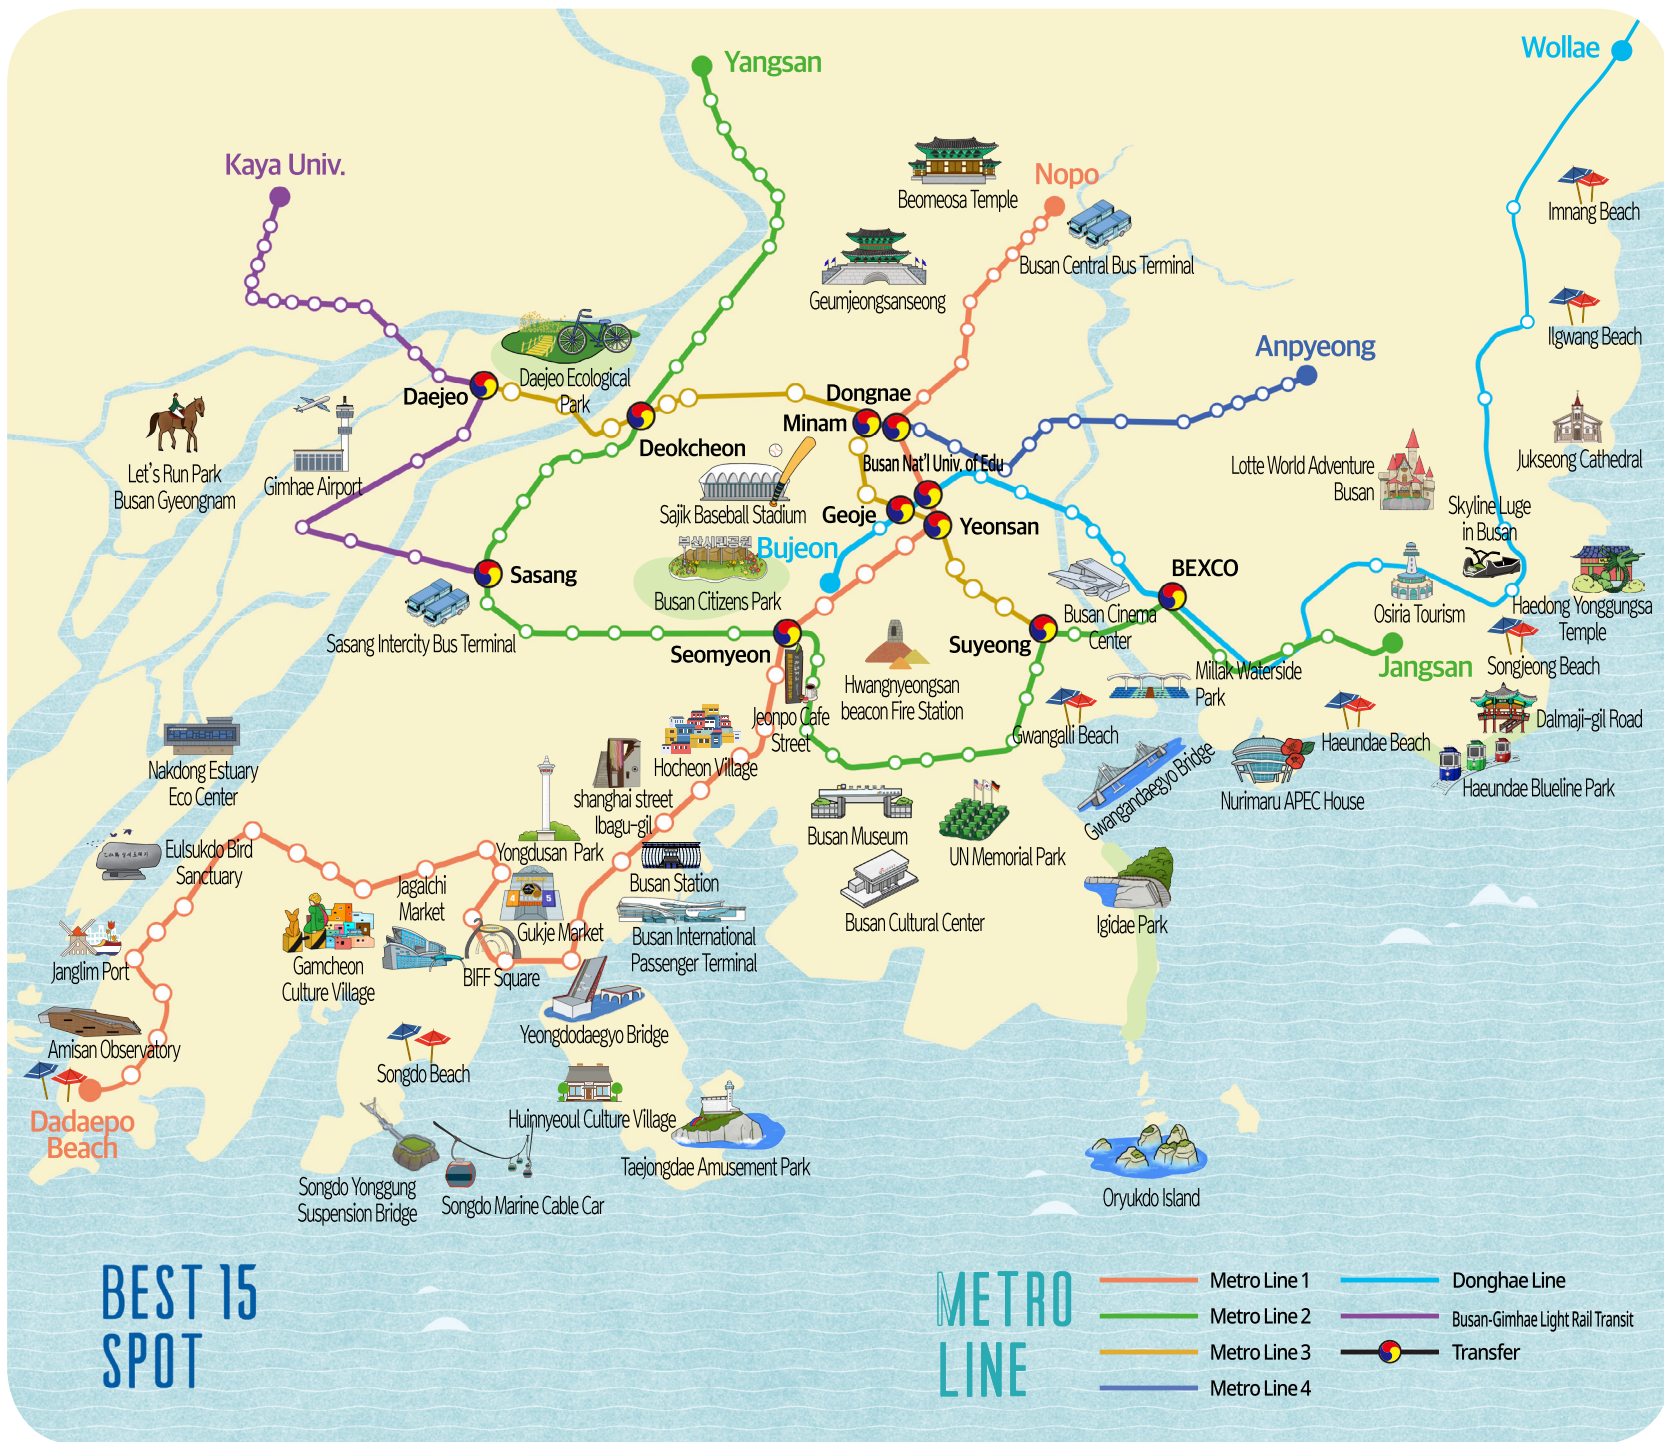 Wollae
Yangsan
Kaya Univ.
Nopo
Beomeosa Temple
Imnang Beach
Busan Central Bus Terminal
Geumjeongsanseong
Ilgwang Beach
Anpyeong
Daejeo Ecological
Park
Daejeo
Dongnae
Minam
Deokcheon
Busan Nat'l Univ. of Edu
Let's Run Park
Busan Gyeongnam
Gimhae Airport
Lotte World Adventure
Busan
Jukseong Cathedral
Sajik Baseball Stadium
Geoje
Yeonsan
Skyline Luge
in Busan
부산시민공원
Bujeon
Busan Citizens Park
Sasang
BEXCO
Sasang Intercity Bus Terminal
Busan Cinema
Center
Osiria Tourism
Haedong Yonggungsa
Temple
Seomyeon
Suyeong
Jangsan
Songjeong Beach
Millak Waterside
Park
Hwangnyeongsan
beacon Fire Station
Jeonpo Cafe
Street
Gwangalli Beach
Haeundae Beach
Dalmaji-gil Road
Nakdong Estuary
Eco Center
Hocheon Village
shanghai street
Ibagu-gil
Gwangandaegyo Bridge
Nurimaru APEC House
Haeundae Blueline Park
Busan Museum
UN Memorial Park
Eulsukdo Bird
Sanctuary
Yongdusan Park
Busan Station
Jagalchi
Market
4 5
Gukje Market
Busan Cultural Center
Igidae Park
Busan International
Passenger Terminal
Janglim Port
Gamcheon
Culture Village
BIFF Square
Yeongdodaegyo Bridge
Amisan Observatory
Songdo Beach
Dadaepo
Beach
Huinnyeoul Culture Village
Taejongdae Amusement Park
Songdo Yonggung
Suspension Bridge
Songdo Marine Cable Car
Oryukdo Island
BEST 15
SPOT
METRO
LINE
Metro Line 1
Metro Line 2
Metro Line 3
Metro Line 4
Donghae Line
Busan-Gimhae Light Rail Transit
Transfer